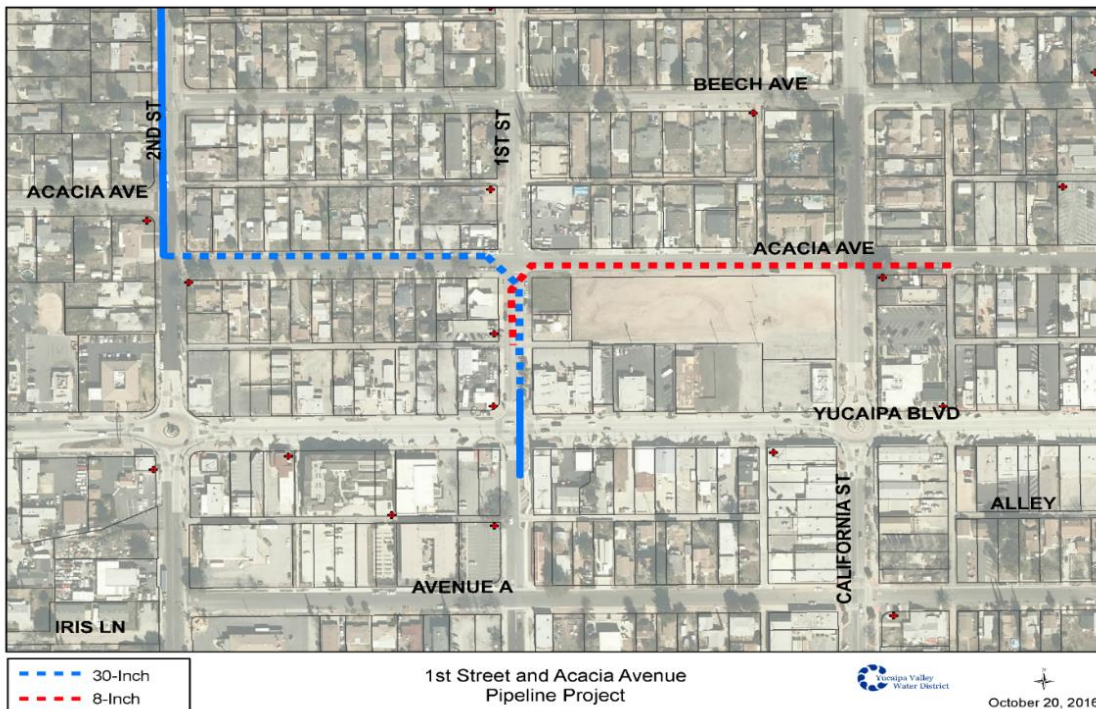 BEECH AVE
2ND ST
1ST ST
ACACIA AVE
ACACIA AVE
YUCAIPA BLVD
CALIFORNIA ST
ALLEY
AVENUE A
IRIS LN
30-Inch
8-Inch
1st Street and Acacia Avenue
Pipeline Project
Yucaipa Valley
Water District
October 20, 2016